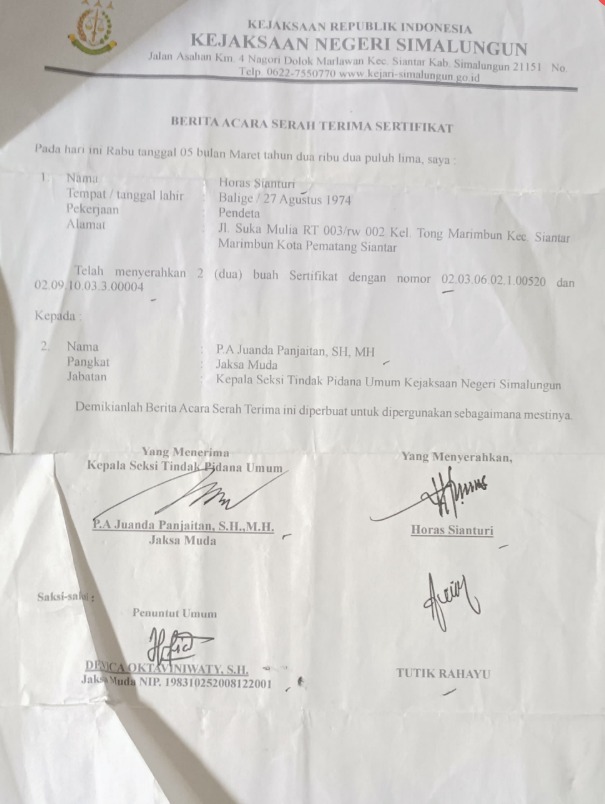 KEJAKSAAN REPUBLIK INDONESIA
KEJAKSAAN NEGERI SIMALUNGUN
Jalan Asahan Km. 4 Nagori Dolok Marlawan Kec. Siantar Kab. Simalungun 21151 No.
Telp. 0622-7550770 www.kejari-simalungun.go.id
BERITA ACARA SERAH TERIMA SERTIFIKAT
Pada hari ini Rabu tanggal 05 bulan Maret tahun dua ribu dua puluh lima, saya :
1. Nama : Horas Sianturi
Tempat / tanggal lahir : Balige / 27 Agustus 1974
Pekerjaan : Pendeta
Alamat : Jl. Suka Mulia RT 003/rw 002 Kel. Tong Marimbun Kec. Siantar
Marimbun Kota Pematang Siantar
Telah menyerahkan 2 (dua) buah Sertifikat dengan nomor 02.03.06.02.1.00520 dan
02.09.10.03.3.00004
Kepada :
2. Nama : P.A Juanda Panjaitan, SH, MH
Pangkat : Jaksa Muda
Jabatan : Kepala Seksi Tindak Pidana Umum Kejaksaan Negeri Simalungun
Demikianlah Berita Acara Serah Terima ini diperbuat untuk dipergunakan sebagaimana mestinya.
Yang Menerima
Kepala Seksi Tindak Pidana Umum
P.A Juanda Panjaitan, S.H.,M.H.
Jaksa Muda
Yang Menyerahkan,
Horas Sianturi
Saksi-saksi :
Penuntut Umum
DEVICA OKTAVINIWATY, S.H.
Jaksa Muda NIP. 198310252008122001
TUTIK RAHAYU